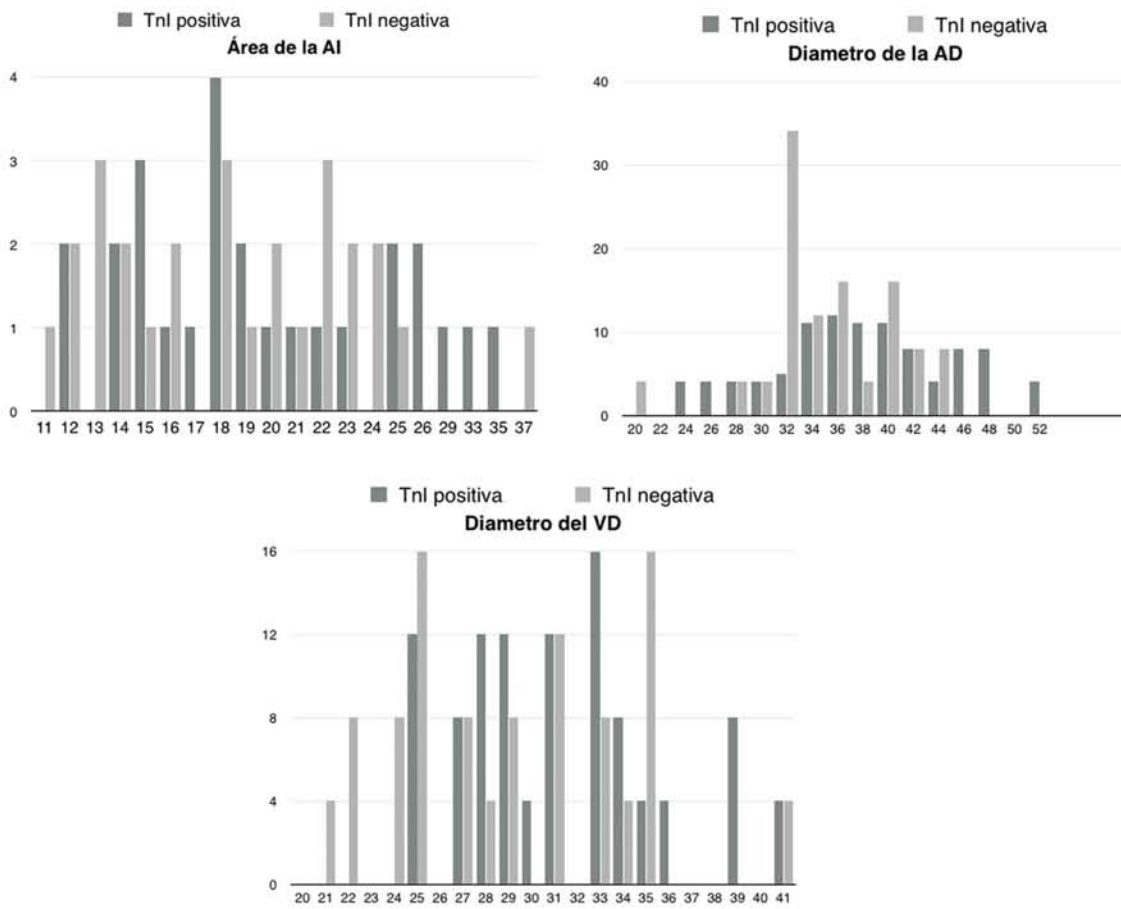 TnI positiva TnI negativa
Área de la AI
4
3
2
1
0
11 12 13 14 15 16 17 18 19 20 21 22 23 24 25 26 29 33 35 37
TnI positiva TnI negativa
Diametro de la AD
40
30
20
10
0
20 22 24 26 28 30 32 34 36 38 40 42 44 46 48 50 52
TnI positiva TnI negativa
Diametro del VD
16
12
8
4
0
20 21 22 23 24 25 26 27 28 29 30 31 32 33 34 35 36 37 38 39 40 41